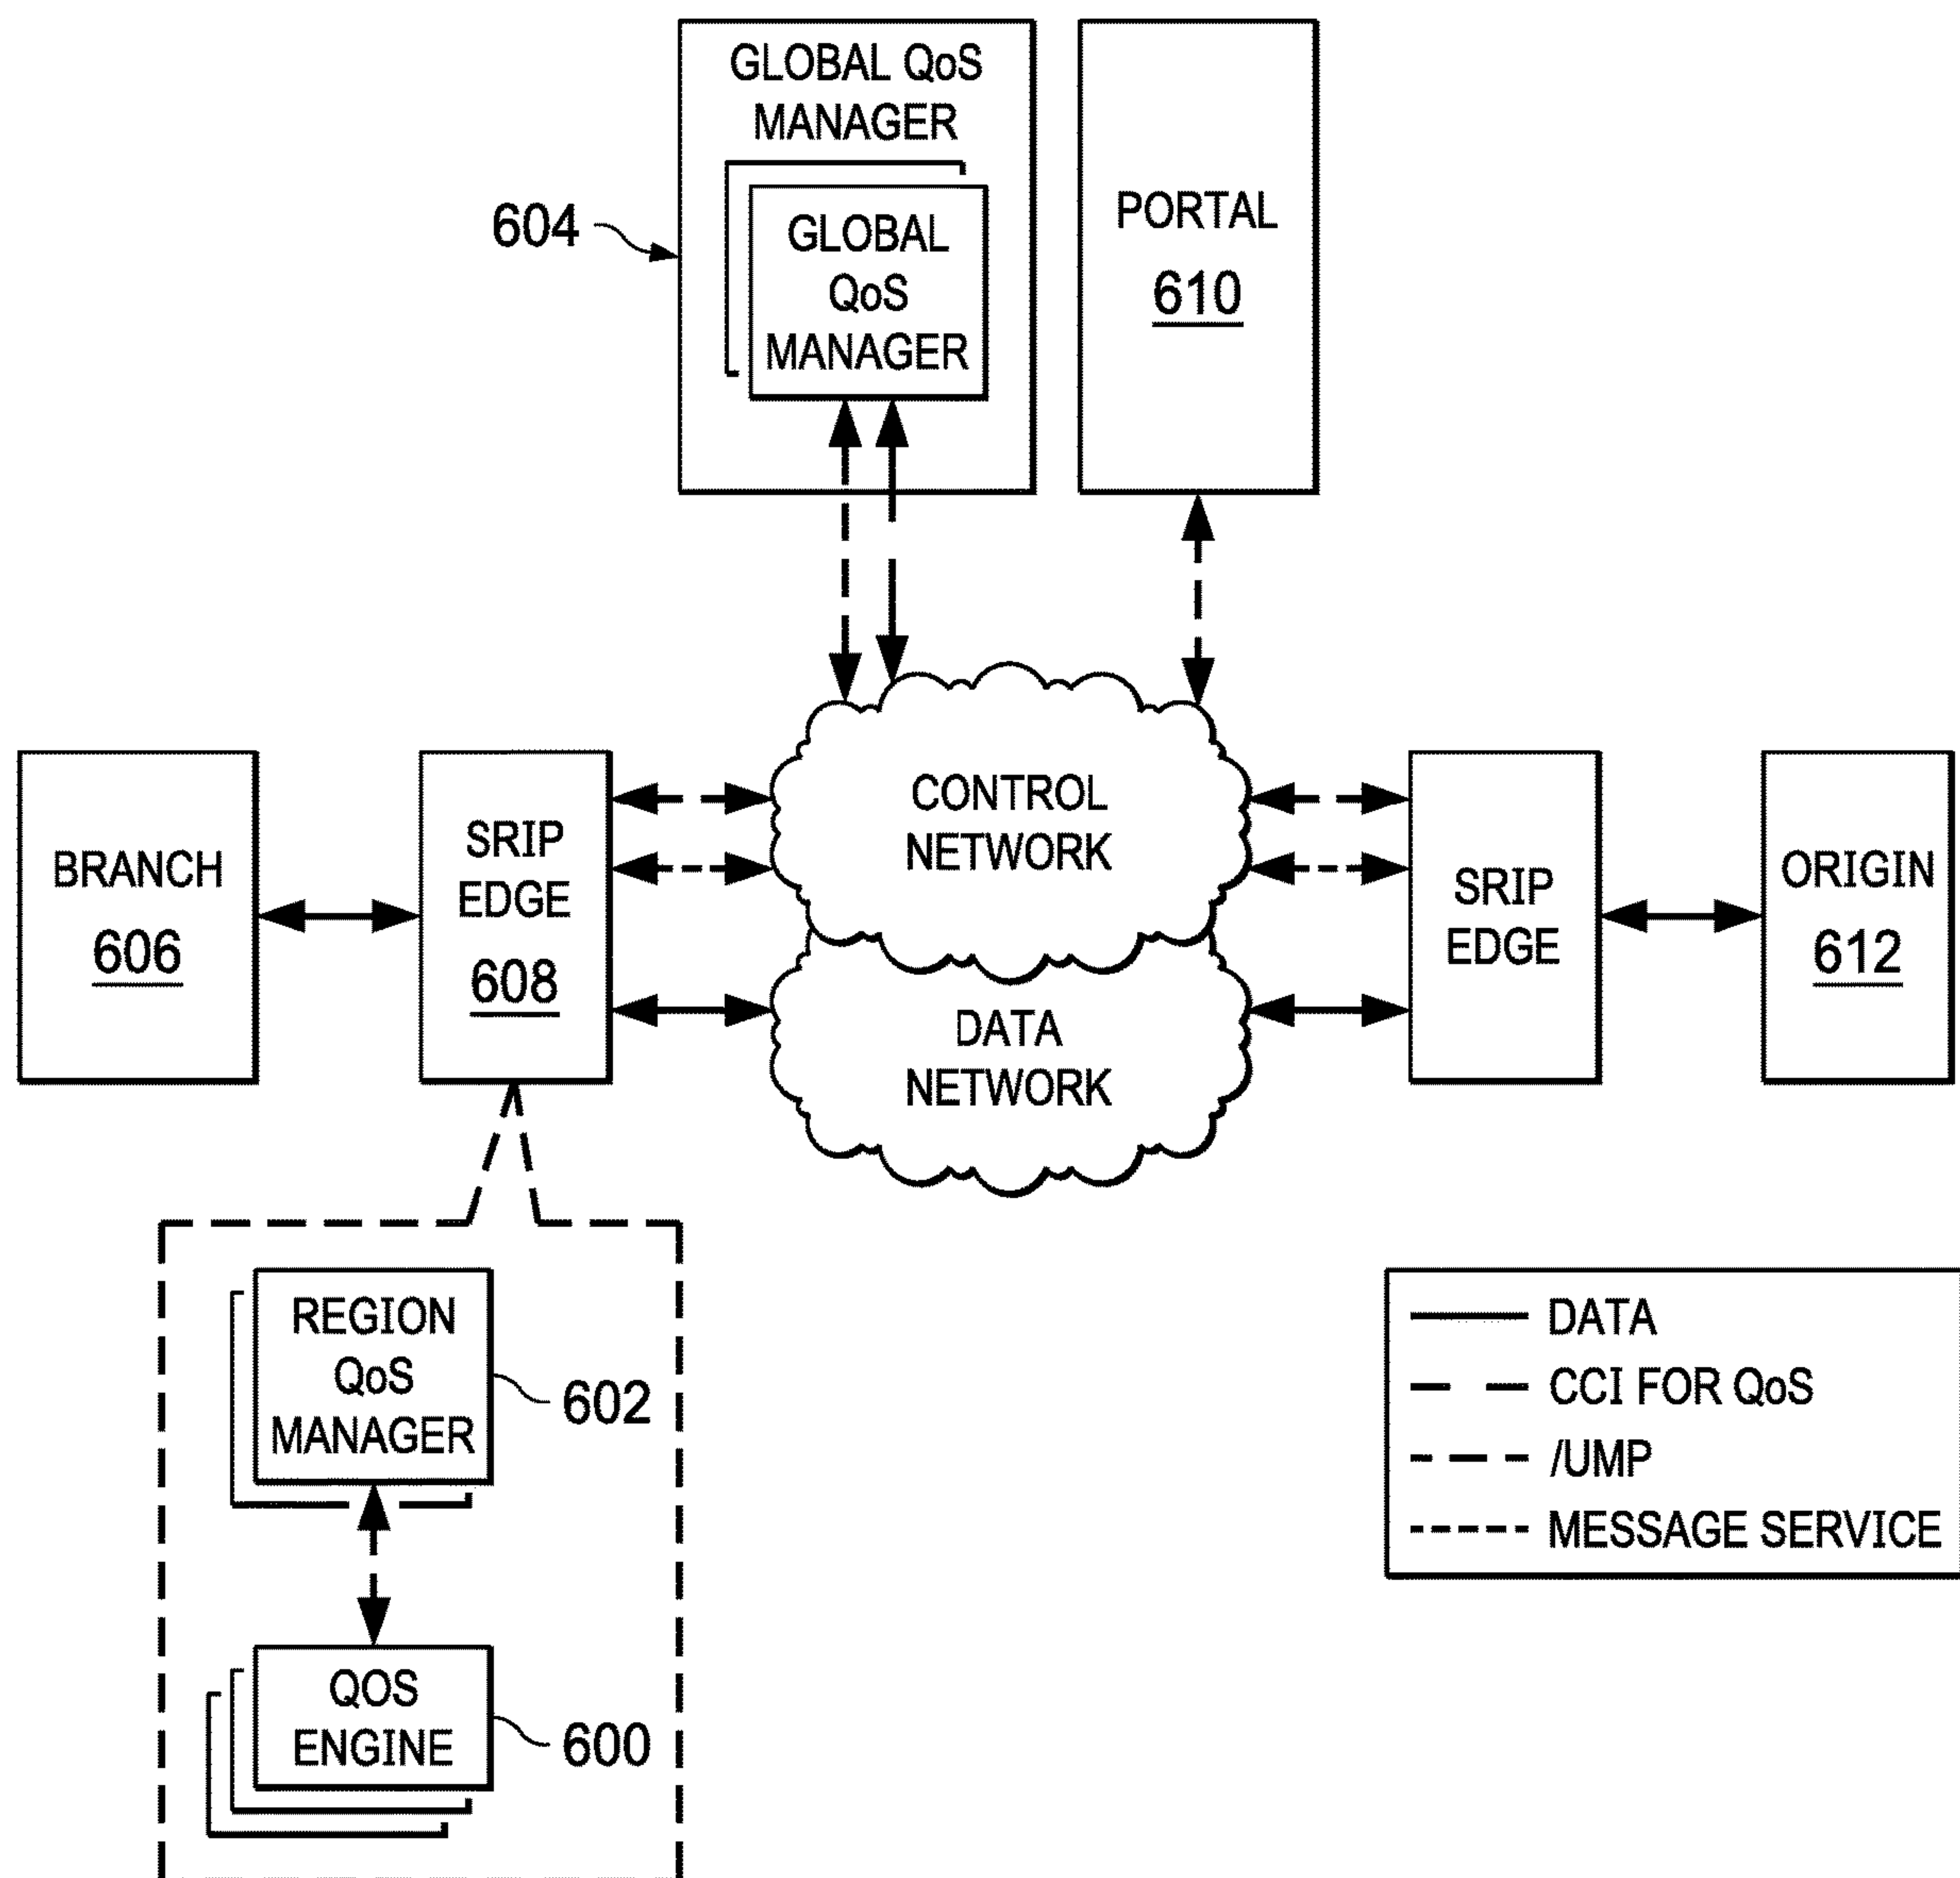 GLOBAL QoS
MANAGER
GLOBAL
QoS
MANAGER
604
PORTAL
610
BRANCH
606
SRIP
EDGE
608
CONTROL
NETWORK
DATA
NETWORK
SRIP
EDGE
ORIGIN
612
REGION
QoS
MANAGER
602
QOS
ENGINE
600
DATA
CCI FOR QoS
/UMP
MESSAGE SERVICE